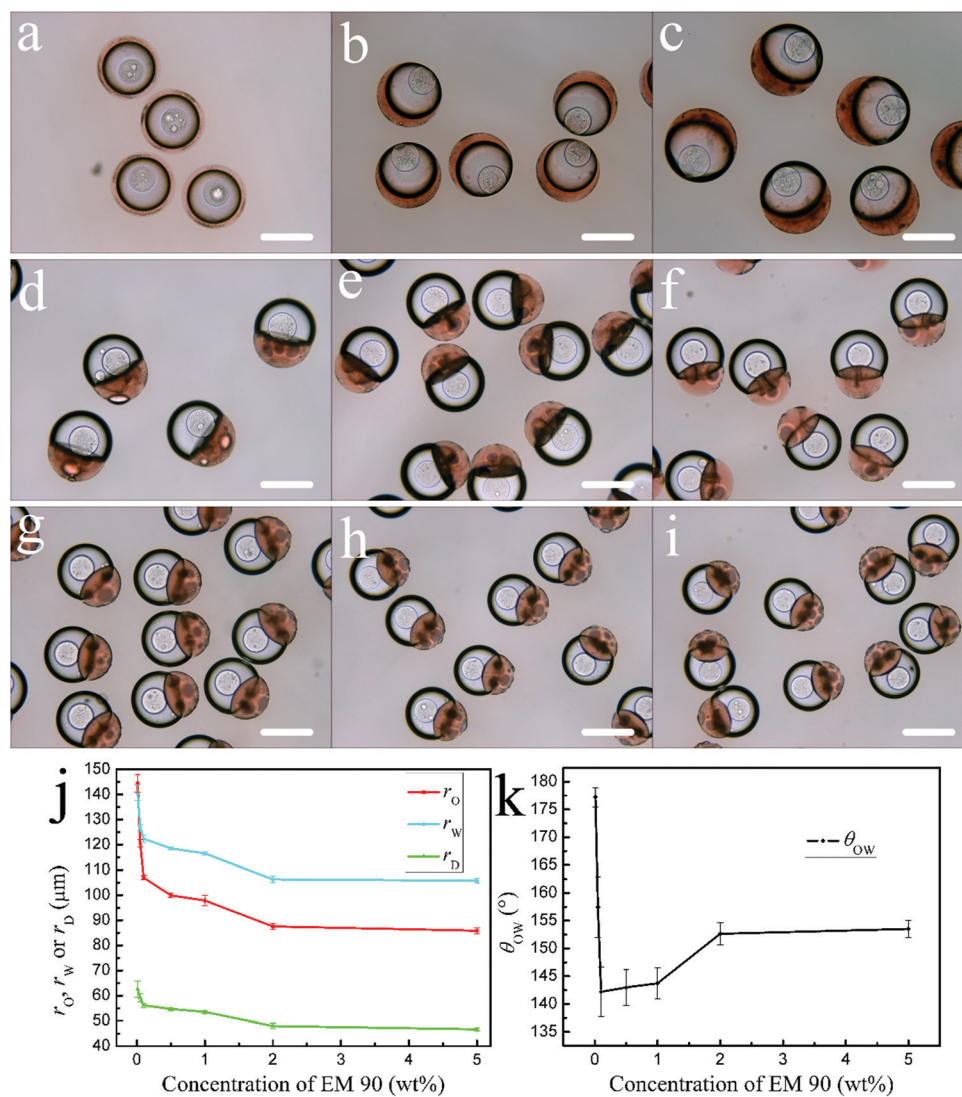 a
b
c
d
e
f
g
h
i
j
150
140
130
120
110
100
90
80
70
60
50
40
r_O, r_W or r_D (μm)
r_O
r_W
r_D
0
1
2
3
4
5
Concentration of EM 90 (wt%)
k
180
175
170
165
160
155
150
145
140
135
θ_OW (°)
θ_OW
0
1
2
3
4
5
Concentration of EM 90 (wt%)